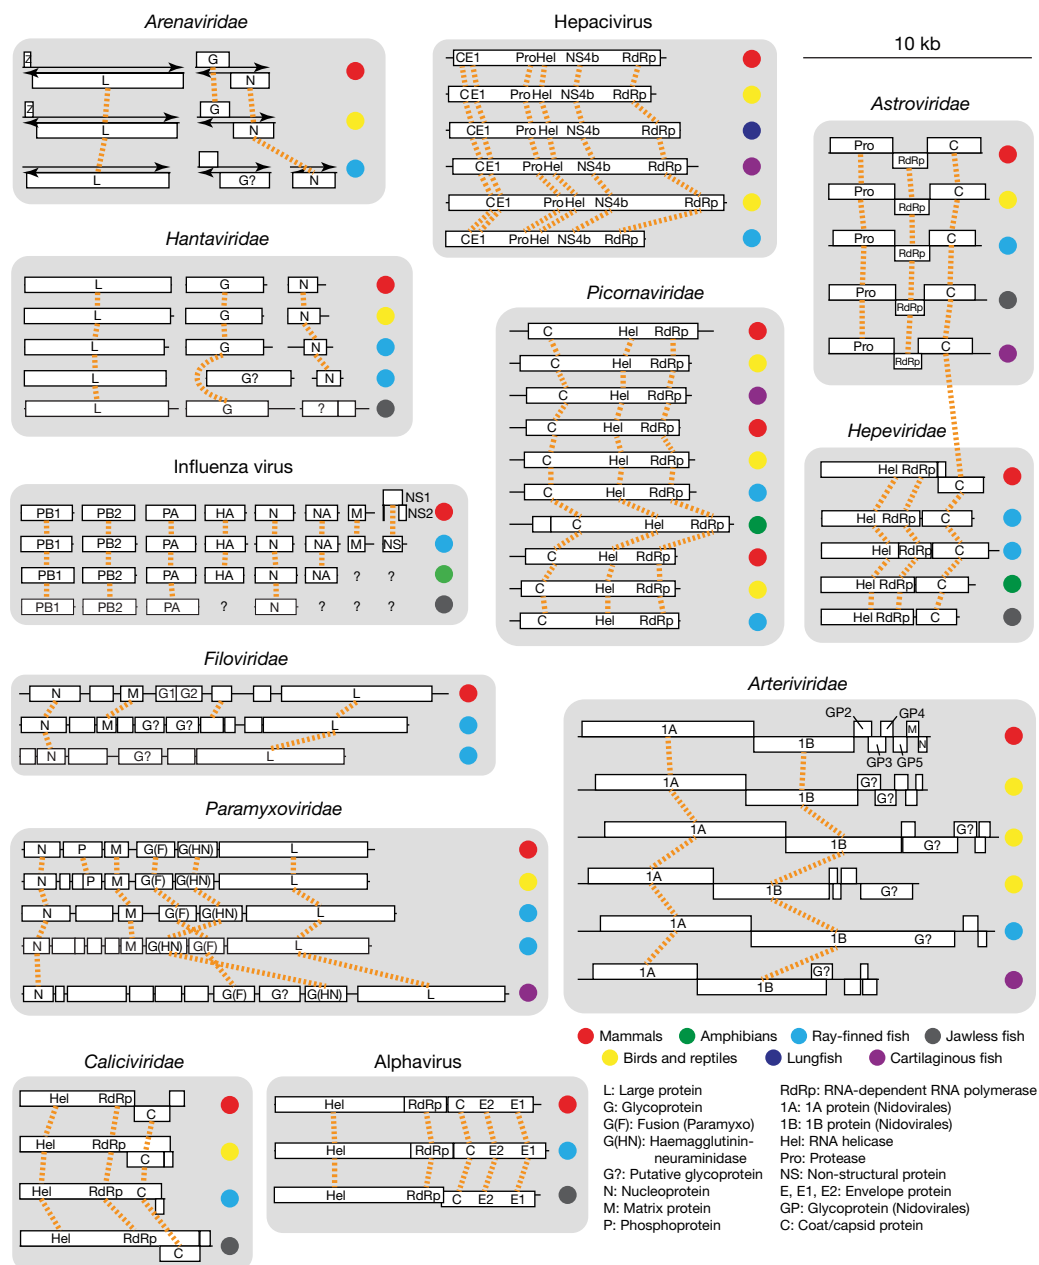 Arenaviridae
Z
G
L
N
Z
G
L
N
L
G?
N
Hantaviridae
L G N
L G N
L G N
L G? N
L G ?
Influenza virus
NS1
PB1 PB2 PA HA N NA M NS2
PB1 PB2 PA HA N NA M NS
PB1 PB2 PA HA N NA ? ?
PB1 PB2 PA ? N ? ? ?
Filoviridae
N M G1 G2 L
N M G? G? L
N G? L
Paramyxoviridae
N P M G(F) G(HN) L
N P M G(F) G(HN) L
N M G(F) G(HN) L
N M G(HN) G(F) L
N G(F) G? G(HN) L
Caliciviridae
Hel RdRp
C
Hel RdRp
C
Hel RdRp C
Hel RdRp
C
Hepacivirus
CE1 ProHel NS4b RdRp
CE1 ProHel NS4b RdRp
CE1 ProHel NS4b RdRp
CE1 ProHel NS4b RdRp
CE1 ProHel NS4b RdRp
CE1 ProHel NS4b RdRp
Picornaviridae
C Hel RdRp
C Hel RdRp
C Hel RdRp
C Hel RdRp
C Hel RdRp
C Hel RdRp
C Hel RdRp
C Hel RdRp
C Hel RdRp
C Hel RdRp
10 kb
Astroviridae
Pro C
RdRp
Pro C
RdRp
Pro C
RdRp
Pro C
RdRp
Pro C
RdRp
Hepeviridae
Hel RdRp
C
Hel RdRp C
Hel RdRp C
Hel RdRp C
Hel RdRp C
Arteriviridae
GP2 GP4
1A M
1B N
GP3 GP5
1A G?
1B G?
1A G?
1B G?
1A
1B G?
1A
1B G?
1A G?
1B
Alphavirus
Hel RdRp C E2 E1
Hel RdRp C E2 E1
Hel RdRp C E2 E1
Mammals Amphibians Ray-finned fish Jawless fish
Birds and reptiles Lungfish Cartilaginous fish
L: Large protein
G: Glycoprotein
G(F): Fusion (Paramyxo)
G(HN): Haemagglutinin-
neuraminidase
G?: Putative glycoprotein
N: Nucleoprotein
M: Matrix protein
P: Phosphoprotein
RdRp: RNA-dependent RNA polymerase
1A: 1A protein (Nidovirales)
1B: 1B protein (Nidovirales)
Hel: RNA helicase
Pro: Protease
NS: Non-structural protein
E, E1, E2: Envelope protein
GP: Glycoprotein (Nidovirales)
C: Coat/capsid protein